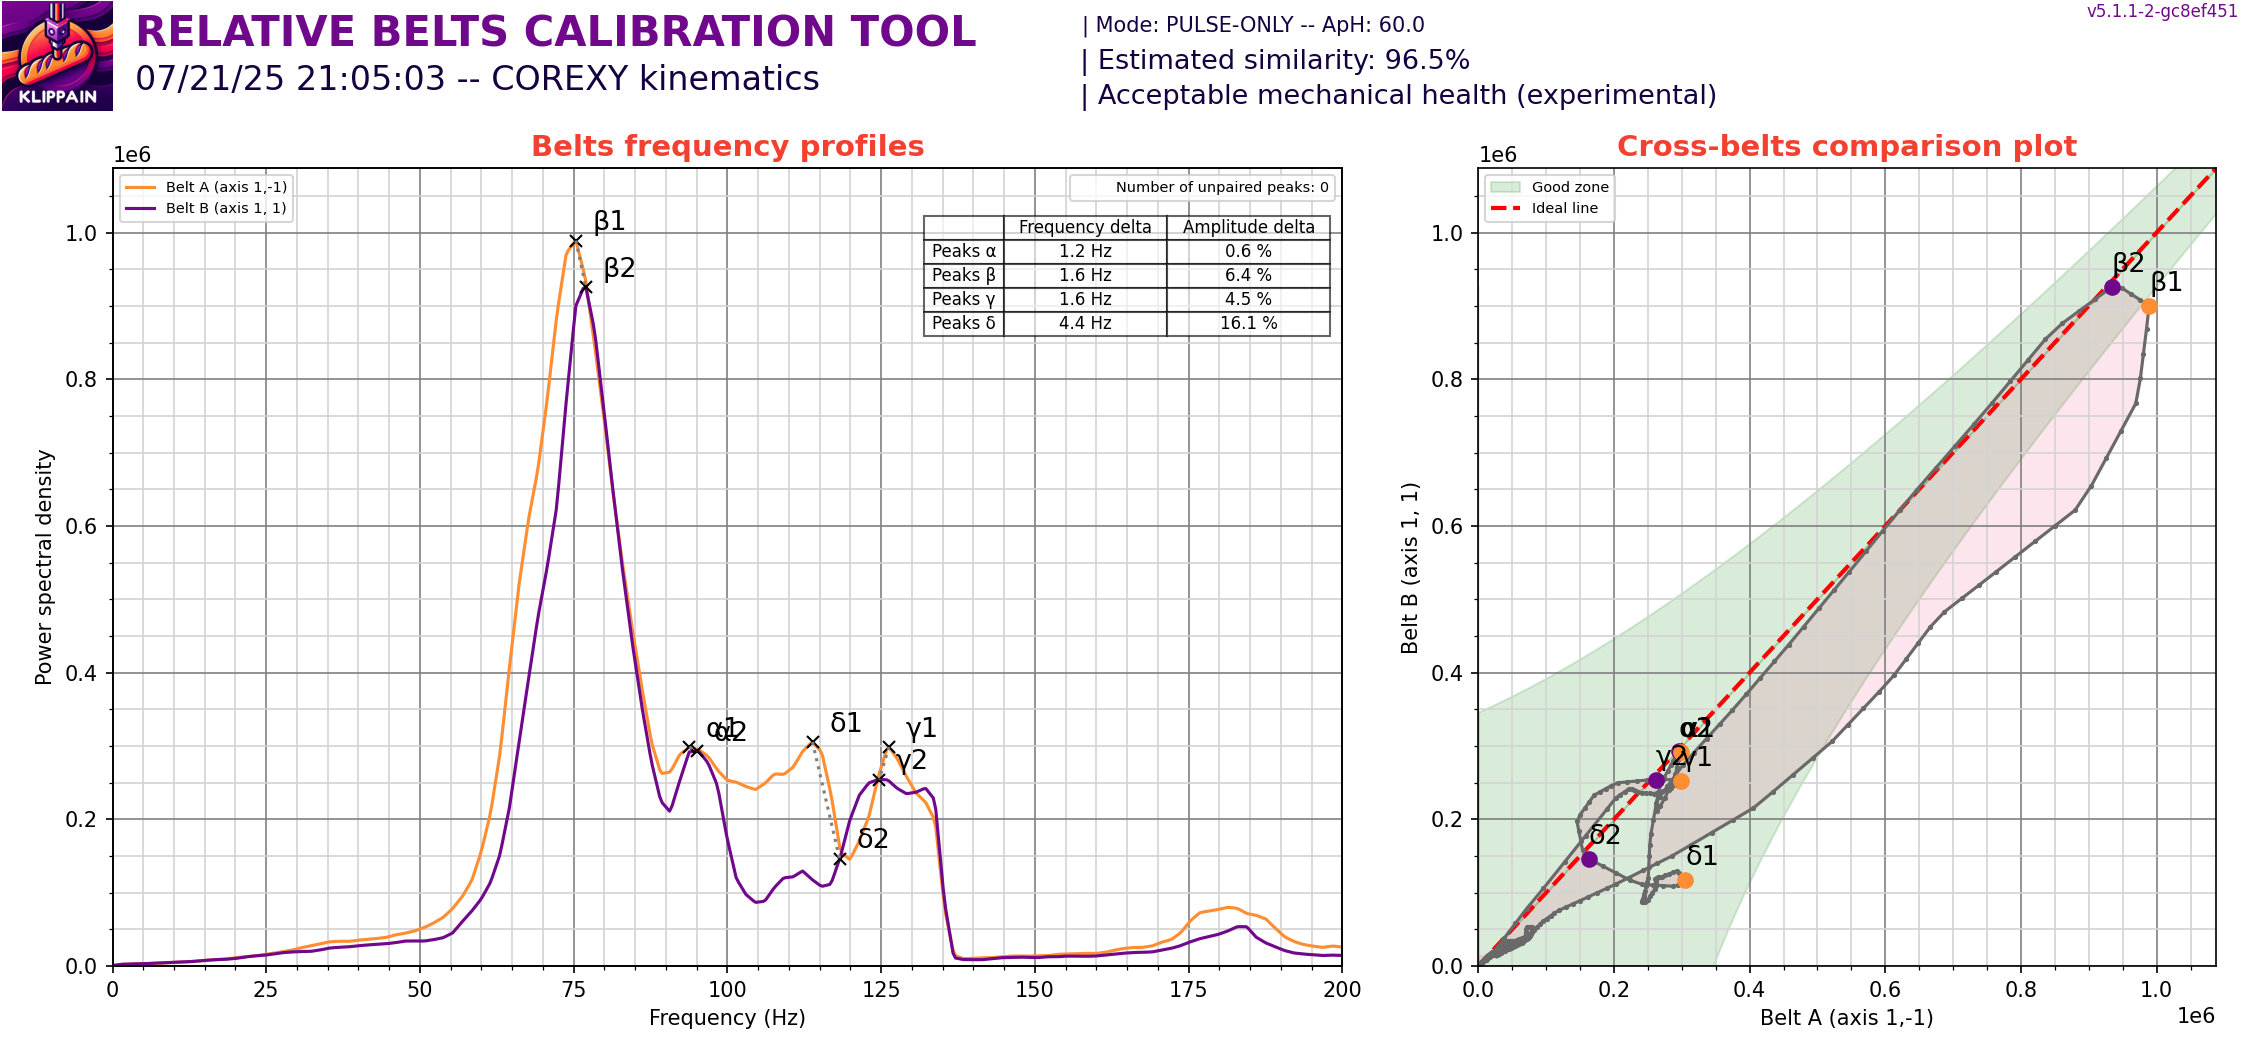 KLIPPAIN
RELATIVE BELTS CALIBRATION TOOL
07/21/25 21:05:03 -- COREXY kinematics
| Mode: PULSE-ONLY -- ApH: 60.0
| Estimated similarity: 96.5%
| Acceptable mechanical health (experimental)
v5.1.1-2-gc8ef451
Belts frequency profiles
1e6
Belt A (axis 1,-1)
Belt B (axis 1, 1)
Number of unpaired peaks: 0
Frequency delta Amplitude delta
Peaks α 1.2 Hz 0.6 %
Peaks β 1.6 Hz 6.4 %
Peaks γ 1.6 Hz 4.5 %
Peaks δ 4.4 Hz 16.1 %
β1
β2
α1
α2
δ1
δ2
γ1
γ2
1.0
0.8
0.6
0.4
0.2
0.0
Power spectral density
0 25 50 75 100 125 150 175 200
Frequency (Hz)
Cross-belts comparison plot
1e6
Good zone
Ideal line
β2
β1
α1
α2
γ2
γ1
δ2
δ1
1.0
0.8
0.6
0.4
0.2
0.0
Belt B (axis 1, 1)
0.0 0.2 0.4 0.6 0.8 1.0
Belt A (axis 1,-1)
1e6